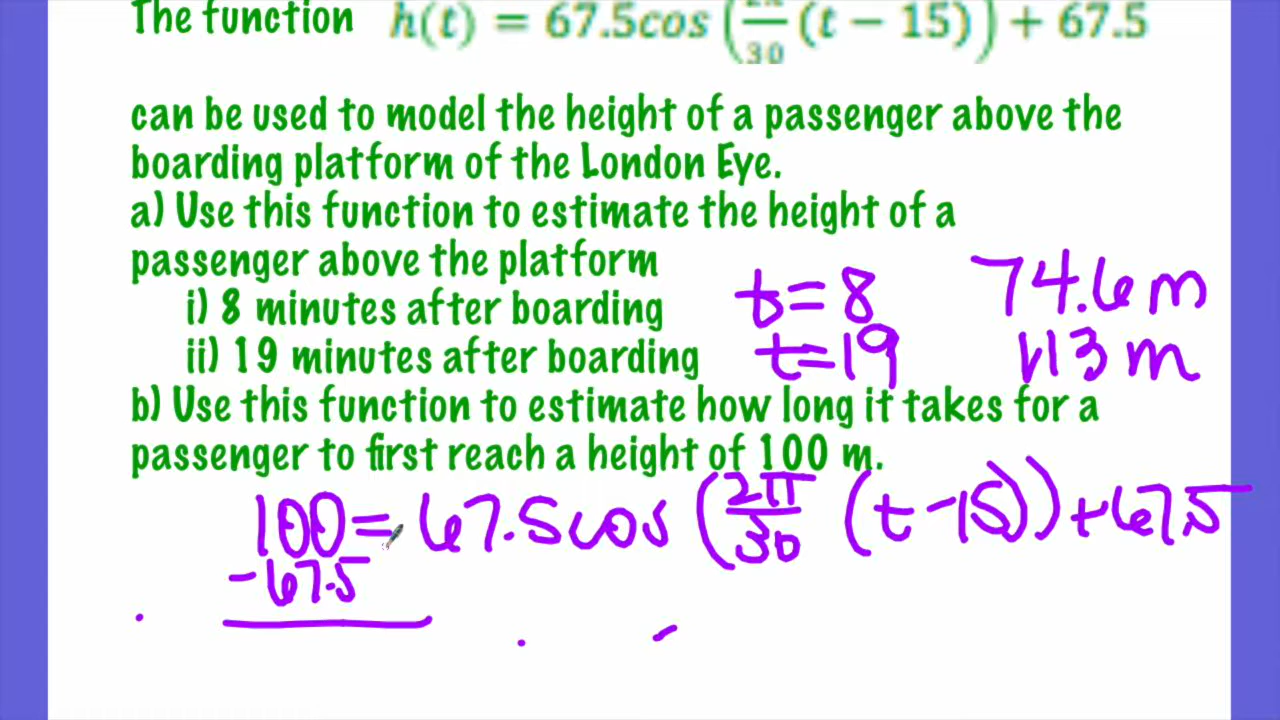 The function h(t) = 67.5cos(2π/30 (t − 15)) + 67.5
can be used to model the height of a passenger above the
boarding platform of the London Eye.
a) Use this function to estimate the height of a
passenger above the platform
i) 8 minutes after boarding t=8 74.6m
ii) 19 minutes after boarding t=19 113m
b) Use this function to estimate how long it takes for a
passenger to first reach a height of 100 m.
100=67.5cos(2π/30 (t-15))+67.5
-67.5